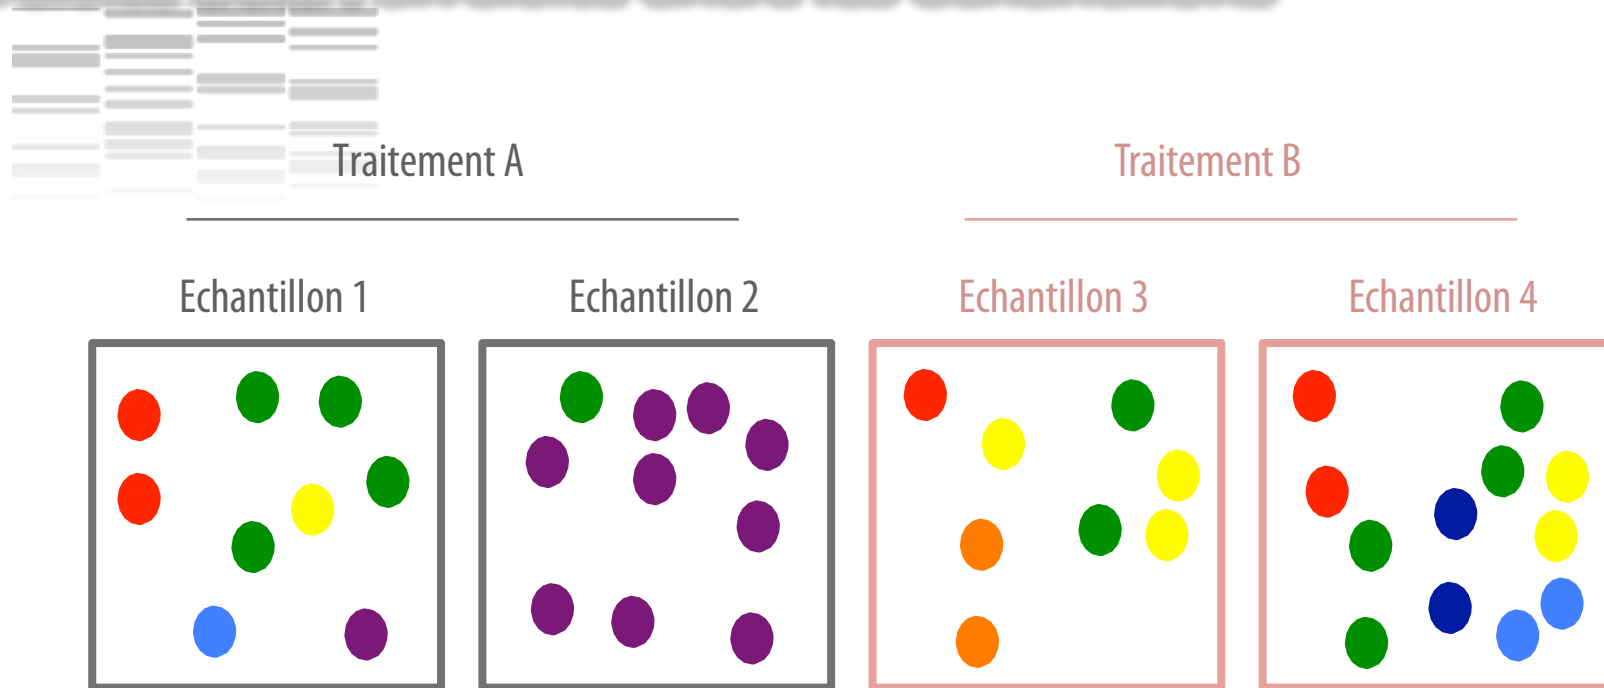 Traitement A
Traitement B
Echantillon 1
Echantillon 2
Echantillon 3
Echantillon 4